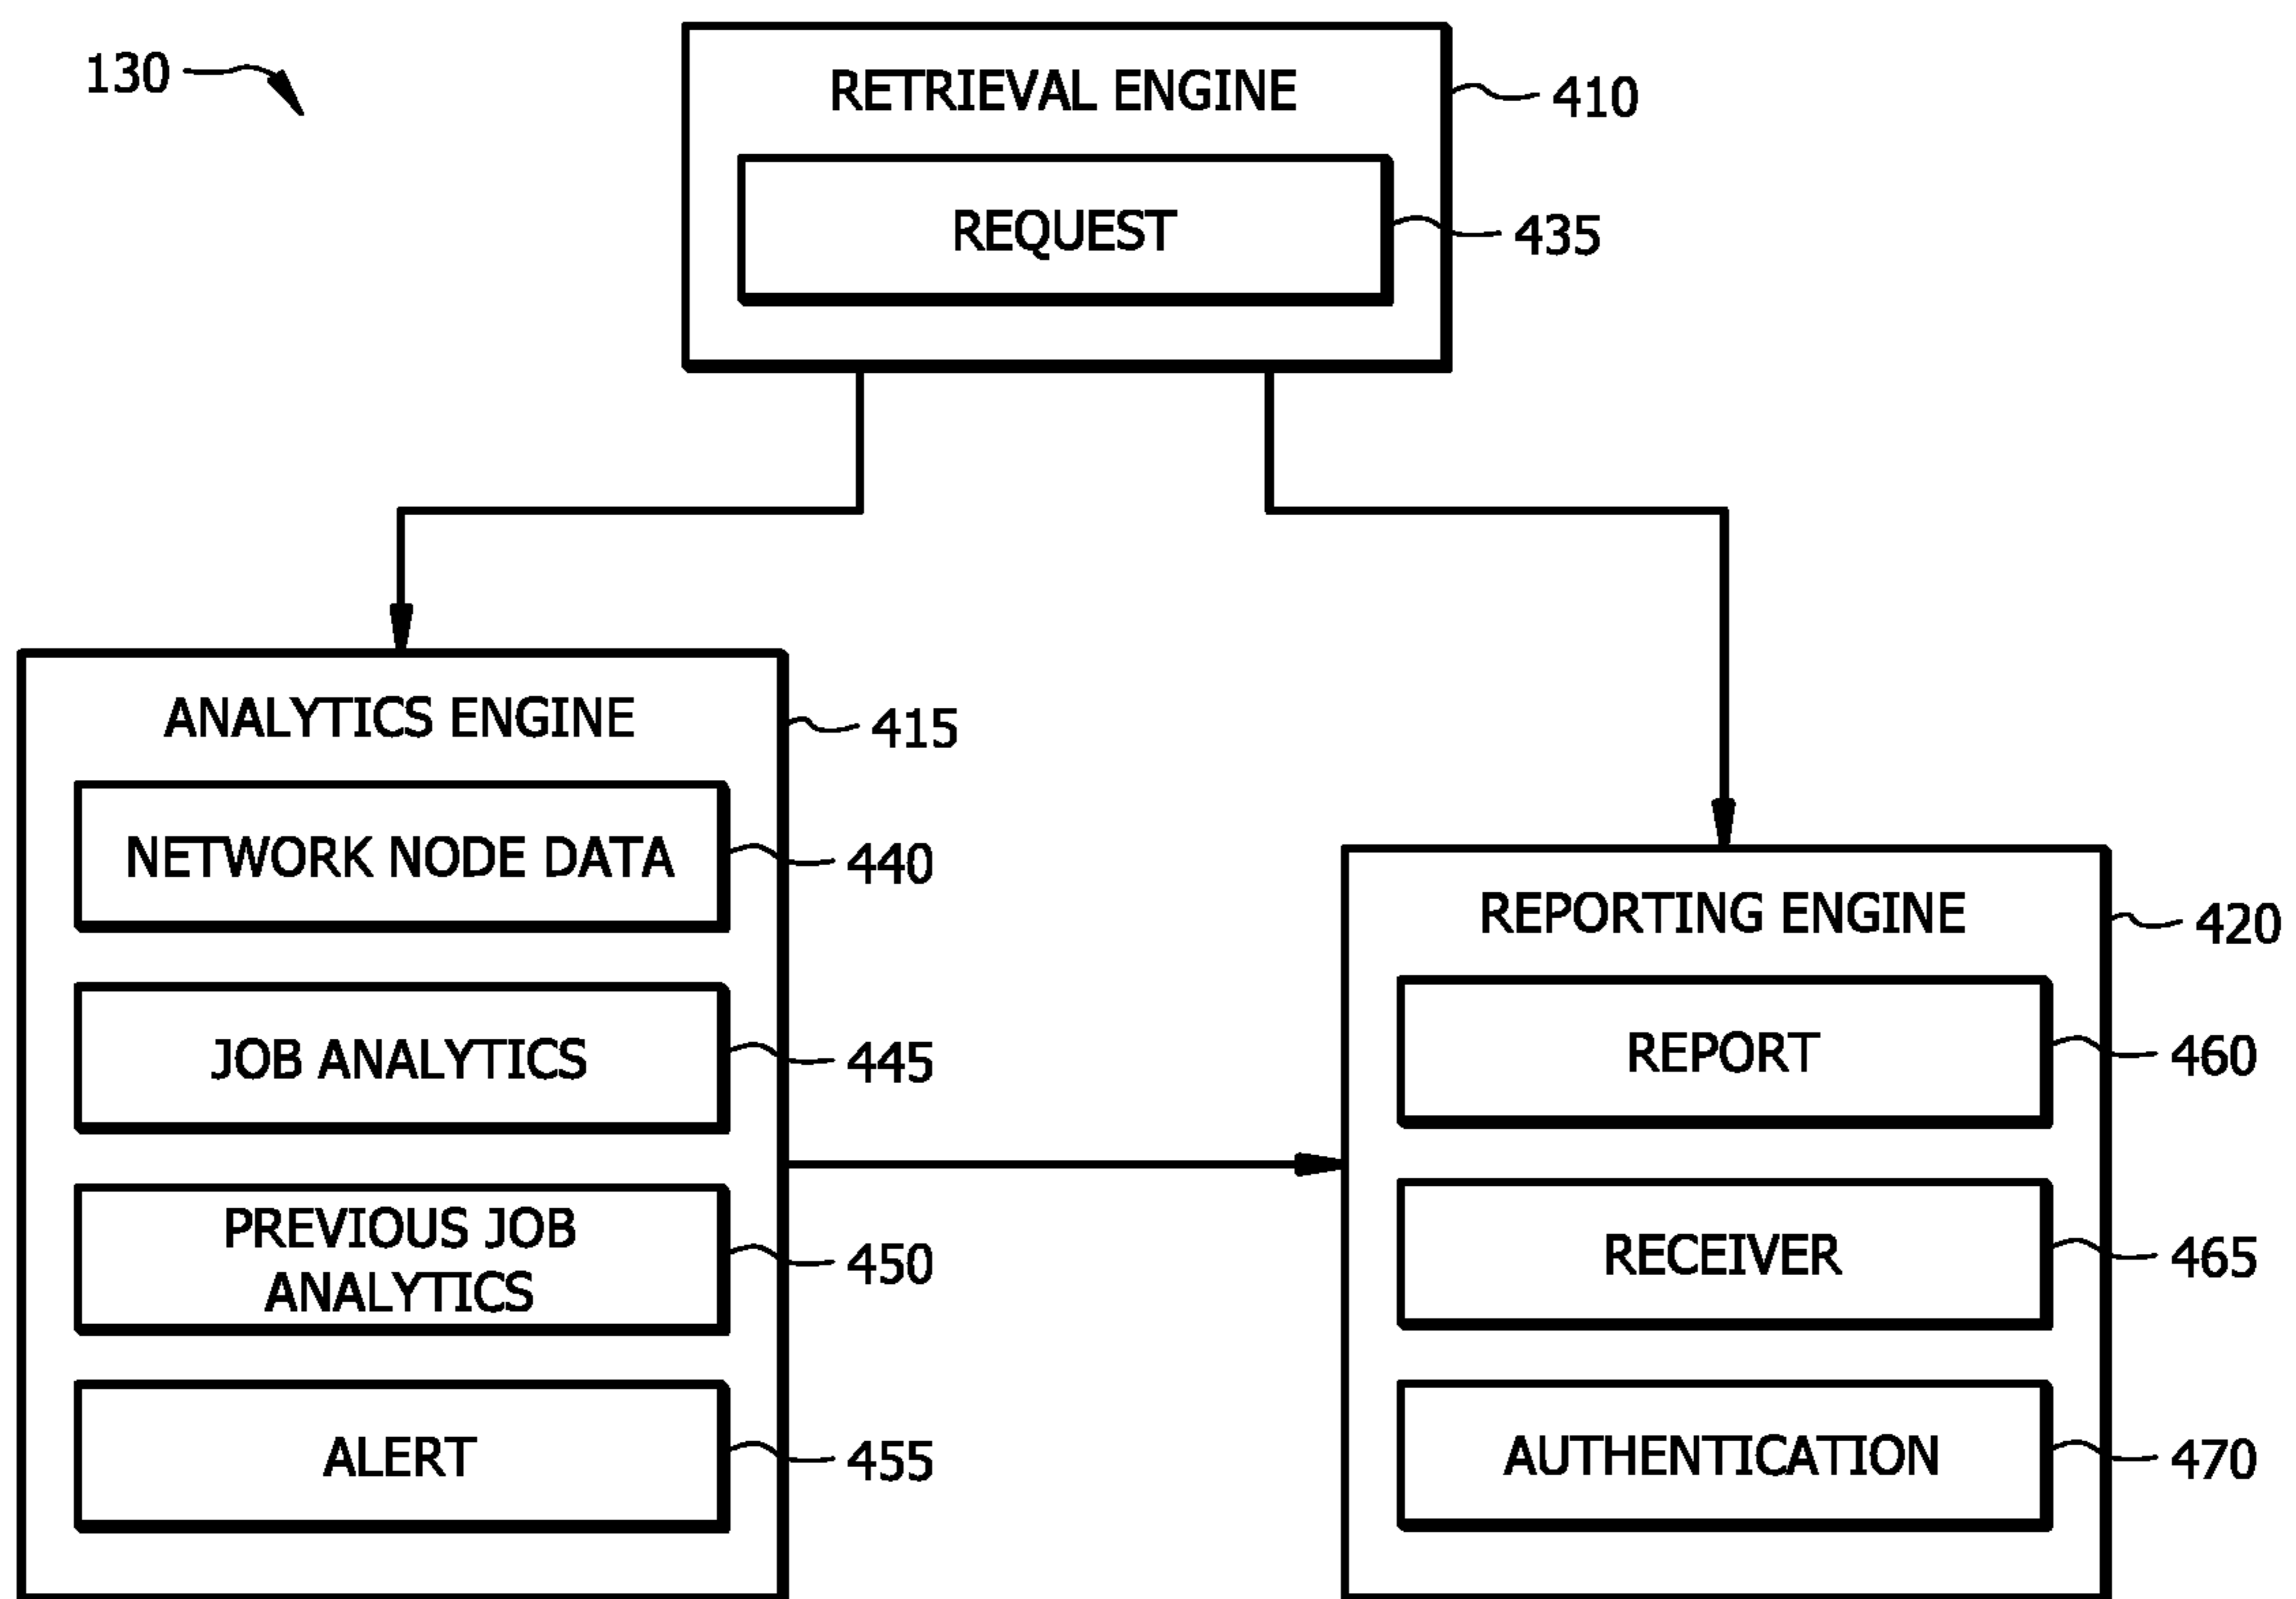 130
RETRIEVAL ENGINE
410
REQUEST
435
ANALYTICS ENGINE
415
NETWORK NODE DATA
440
JOB ANALYTICS
445
PREVIOUS JOB
ANALYTICS
450
ALERT
455
REPORTING ENGINE
420
REPORT
460
RECEIVER
465
AUTHENTICATION
470